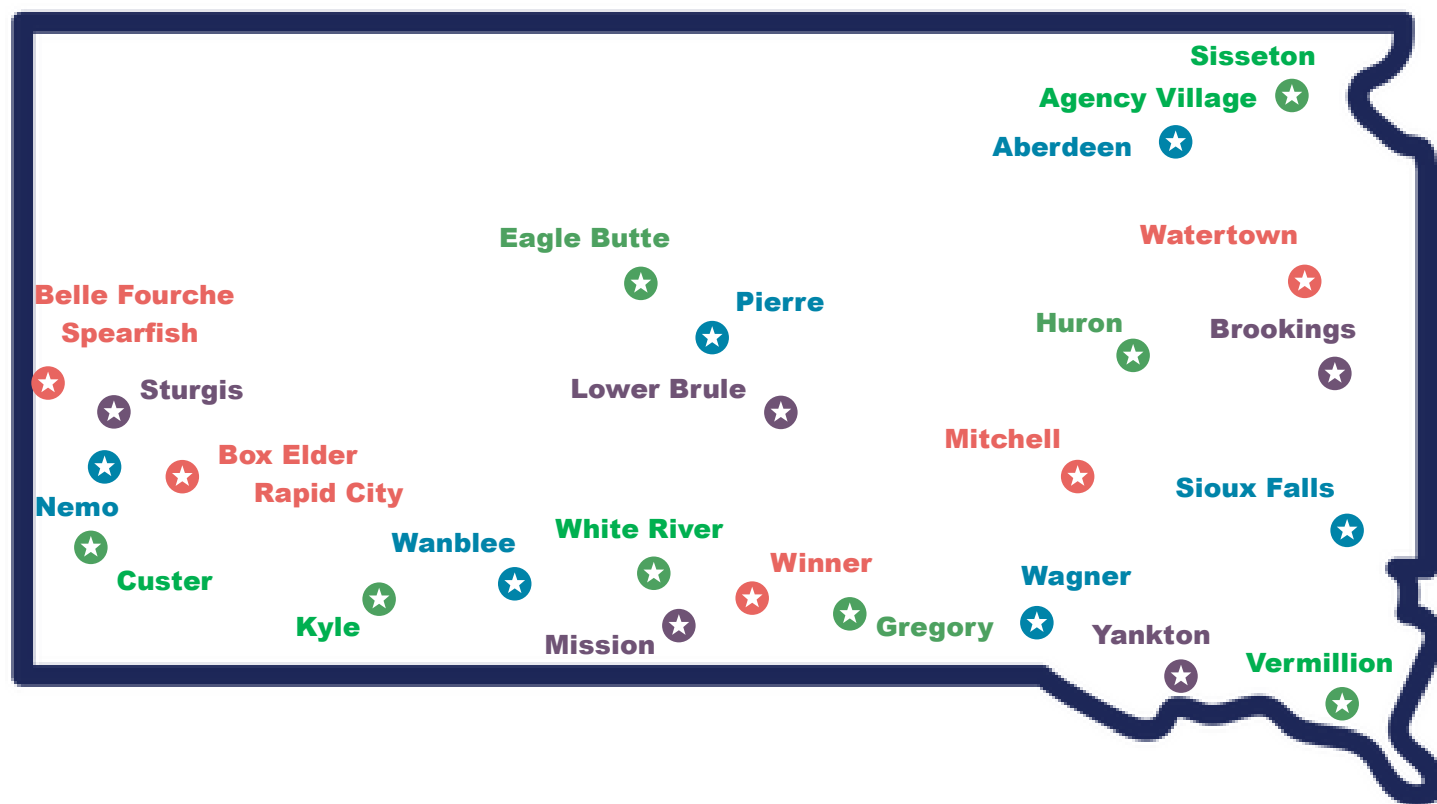 Sisseton
Agency Village
Aberdeen
Eagle Butte
Watertown
Belle Fourche
Spearfish
Pierre
Huron
Brookings
Sturgis
Lower Brule
Mitchell
Box Elder
Rapid City
Sioux Falls
Nemo
Wanblee
White River
Winner
Wagner
Custer
Kyle
Mission
Gregory
Yankton
Vermillion